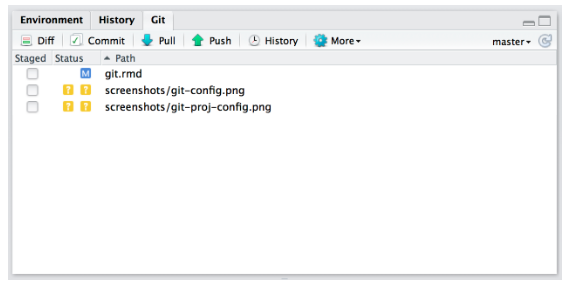 Environment History Git
Diff Commit Pull Push History More master
Staged Status Path
M git.rmd
? ? screenshots/git-config.png
? ? screenshots/git-proj-config.png